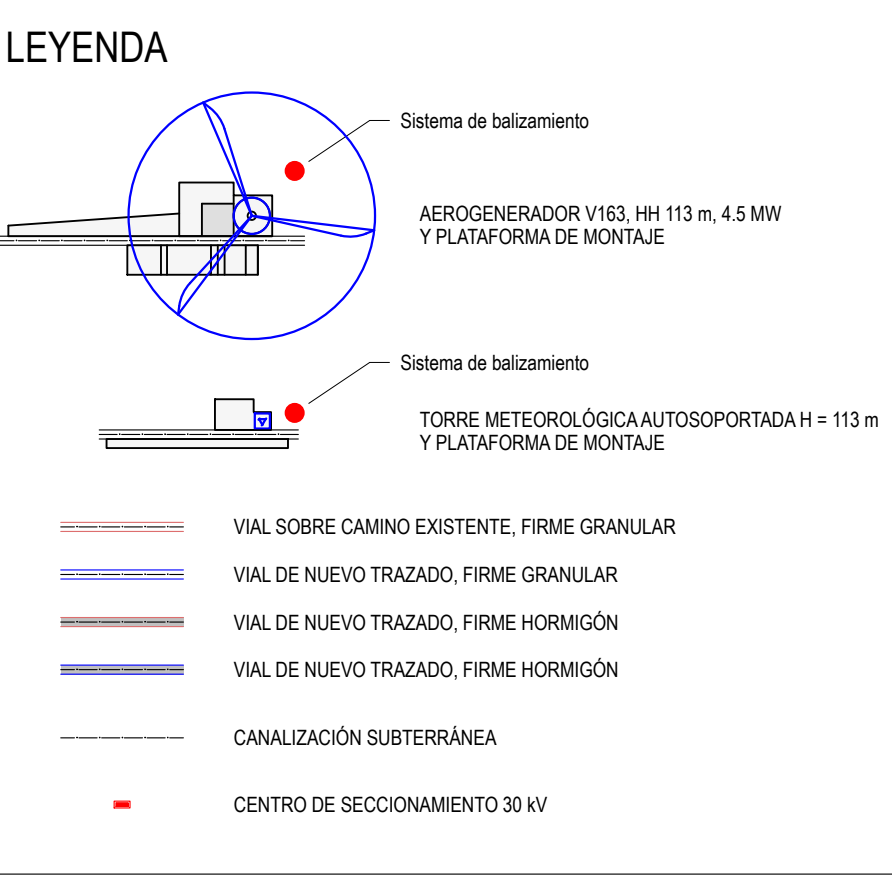 LEYENDA
Sistema de balizamiento
AEROGENERADOR V163, HH 113 m, 4.5 MW
Y PLATAFORMA DE MONTAJE
Sistema de balizamiento
TORRE METEOROLÓGICA AUTOSOPORTADA H = 113 m
Y PLATAFORMA DE MONTAJE
VIAL SOBRE CAMINO EXISTENTE, FIRME GRANULAR
VIAL DE NUEVO TRAZADO, FIRME GRANULAR
VIAL DE NUEVO TRAZADO, FIRME HORMIGÓN
VIAL DE NUEVO TRAZADO, FIRME HORMIGÓN
CANALIZACIÓN SUBTERRÁNEA
CENTRO DE SECCIONAMIENTO 30 kV